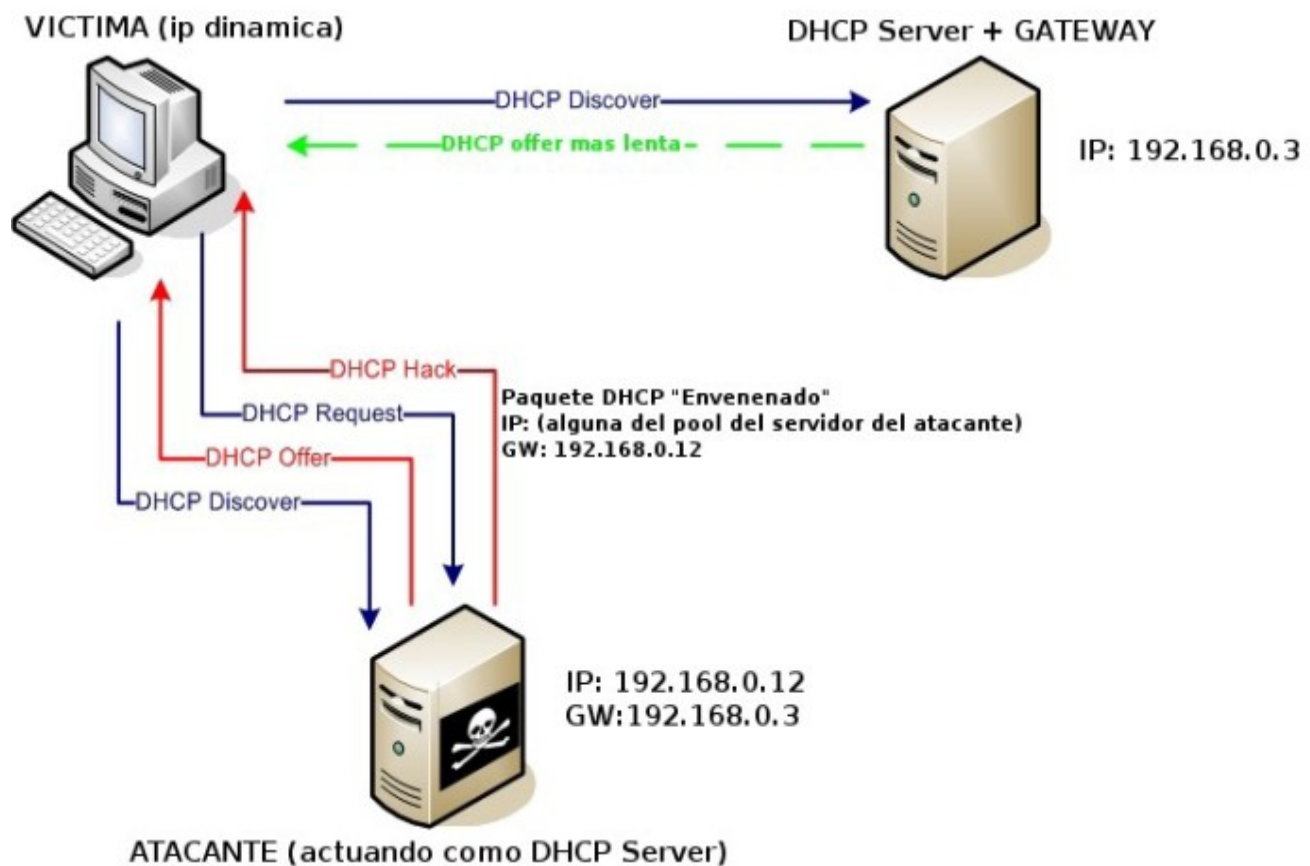 VICTIMA (ip dinamica)
DHCP Server + GATEWAY
DHCP Discover
DHCP offer mas lenta
IP: 192.168.0.3
DHCP Hack
DHCP Request
DHCP Offer
DHCP Discover
Paquete DHCP "Envenenado"
IP: (alguna del pool del servidor del atacante)
GW: 192.168.0.12
IP: 192.168.0.12
GW:192.168.0.3
ATACANTE (actuando como DHCP Server)